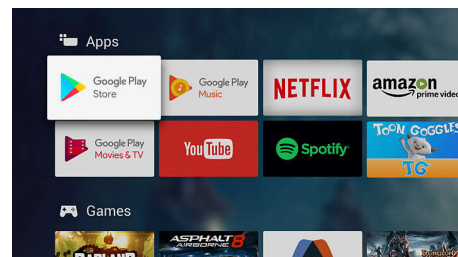 Apps
Google Play
Store
Google Play
Music
NETFLIX
amazon
prime video
Google Play
Movies & TV
YouTube
Spotify
TOON GOGGLES
TG
Games
BADLAND
ASPHALT 8
AIRBORNE